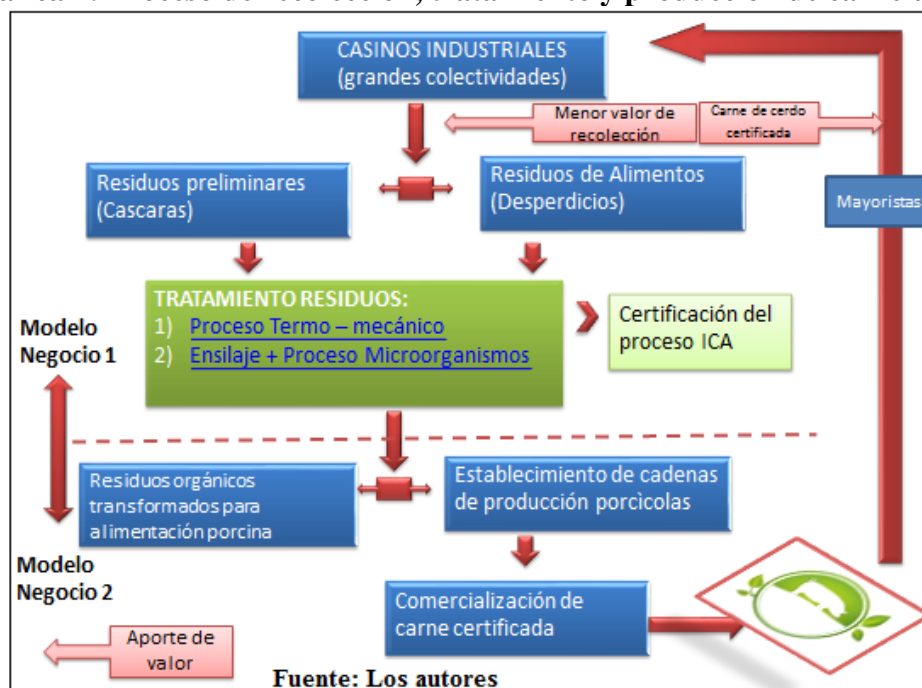 CASINOS INDUSTRIALES
(grandes colectividades)
Menor valor de
recolección
Carne de cerdo
certificada
Residuos preliminares
(Cascaras)
Residuos de Alimentos
(Desperdicios)
Mayoristas
TRATAMIENTO RESIDUOS:
1) Proceso Termo – mecánico
2) Ensilaje + Proceso Microorganismos
Certificación del
proceso ICA
Modelo
Negocio 1
Residuos orgánicos
transformados para
alimentación porcina
Establecimiento de cadenas
de producción porcìcolas
Modelo
Negocio 2
Comercialización de
carne certificada
Aporte de
valor
Fuente: Los autores